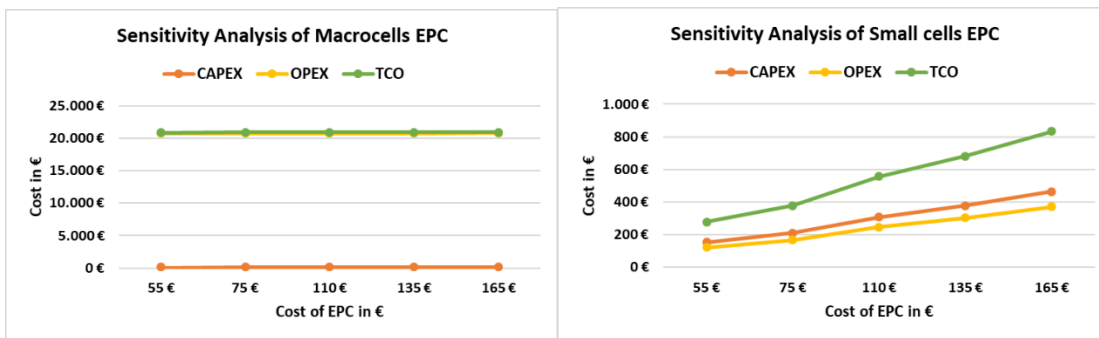 Sensitivity Analysis of Macrocells EPC
CAPEX OPEX TCO
25.000 €
20.000 €
15.000 €
10.000 €
5.000 €
0 €
Cost in €
55 € 75 € 110 € 135 € 165 €
Cost of EPC in €
Sensitivity Analysis of Small cells EPC
CAPEX OPEX TCO
1.000 €
800 €
600 €
400 €
200 €
0 €
Cost in €
55 € 75 € 110 € 135 € 165 €
Cost of EPC in €